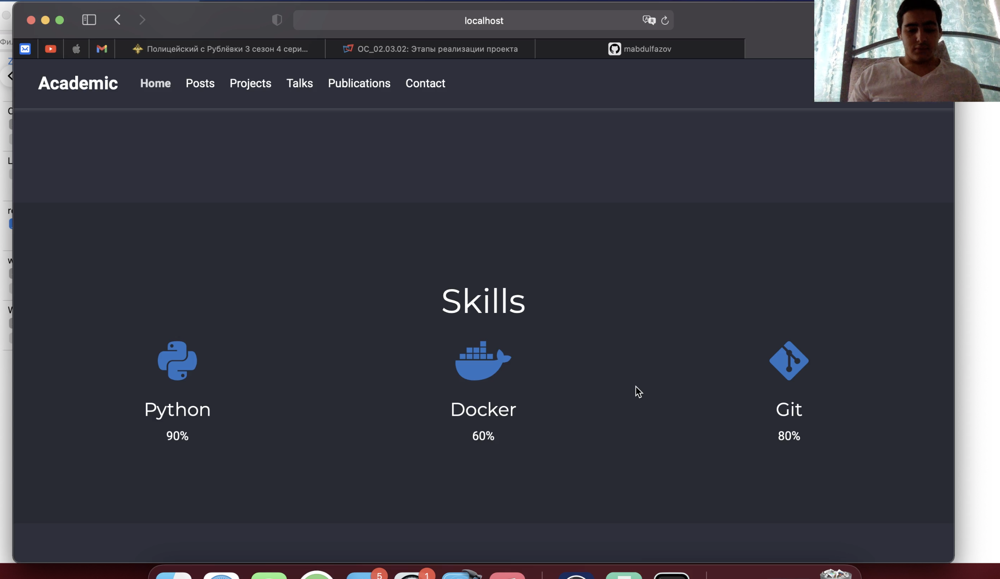 localhost
Полицейский с Рублёвки 3 сезон 4 сери...
ОС_02.03.02: Этапы реализации проекта
mabdulfazov
Academic
Home
Posts
Projects
Talks
Publications
Contact
Skills
Python
Docker
Git
90%
60%
80%
5
1